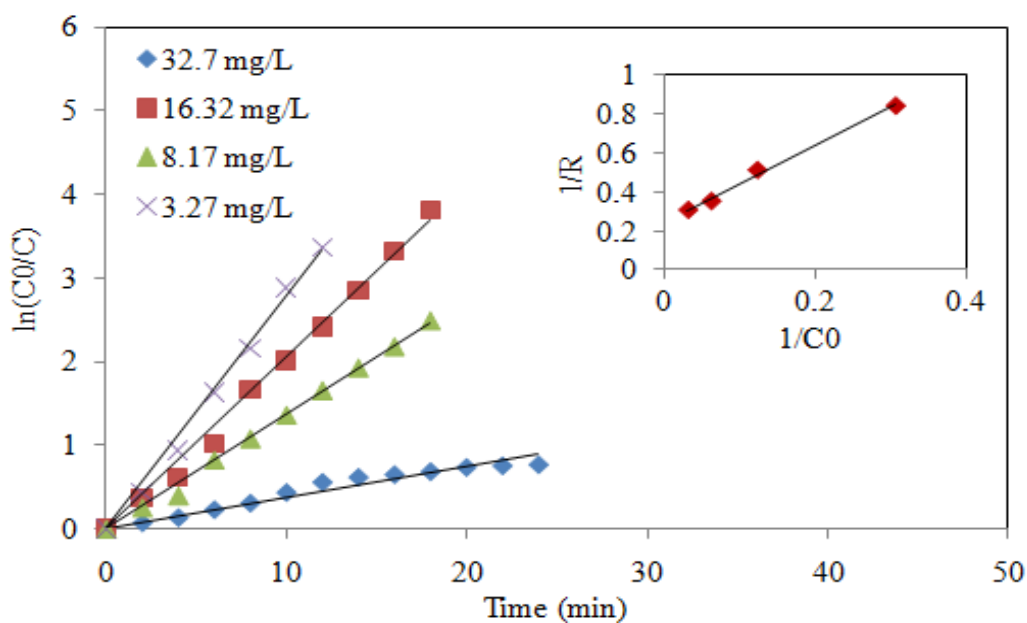 6
5
4
3
2
1
0
ln(C0/C)
32.7 mg/L
16.32 mg/L
8.17 mg/L
3.27 mg/L
0 10 20 30 40 50
Time (min)
1
0.8
0.6
0.4
0.2
0
1/R
0 0.2 0.4
1/C0